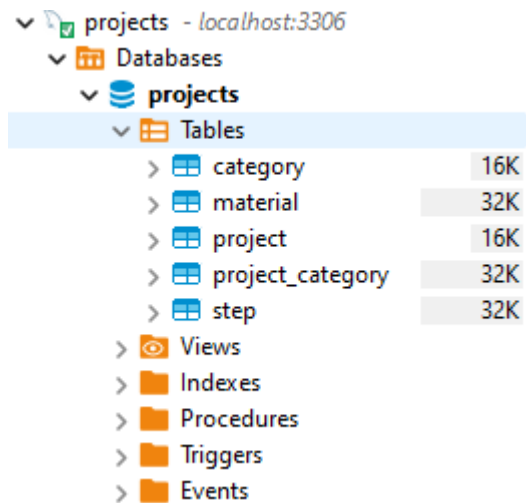 projects - localhost:3306
Databases
projects
Tables
category 16K
material 32K
project 16K
project_category 32K
step 32K
Views
Indexes
Procedures
Triggers
Events